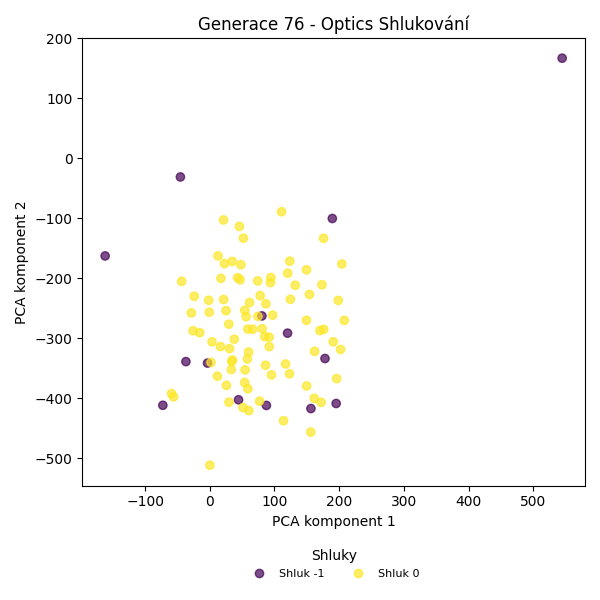 Generace 76 - Optics Shlukování
200
100
0
−100
−200
−300
−400
−500
PCA komponent 2
−100 0 100 200 300 400 500
PCA komponent 1
Shluky
Shluk -1 Shluk 0